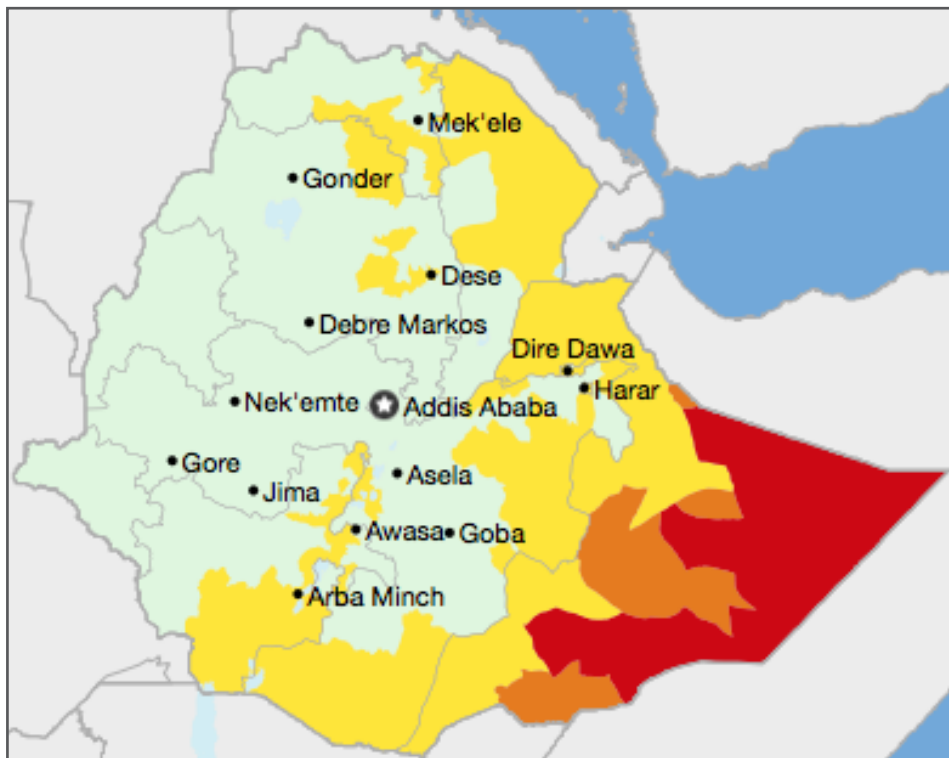 Mek'ele
Gonder
Dese
Debre Markos
Dire Dawa
Harar
Nek'emte
Addis Ababa
Gore
Asela
Jima
Awasa
Goba
Arba Minch